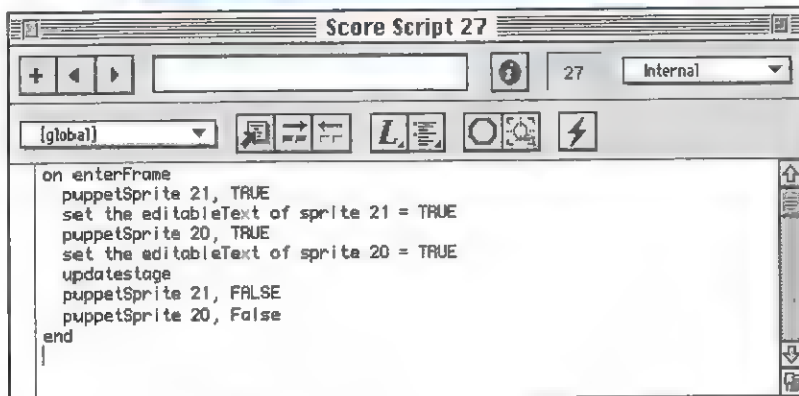 Score Script 27
27
Internal
[global]
L
on enterFrame
puppetSprite 21, TRUE
set the editableText of sprite 21 = TRUE
puppetSprite 20, TRUE
set the editableText of sprite 20 = TRUE
updatestage
puppetSprite 21, FALSE
puppetSprite 20, False
end